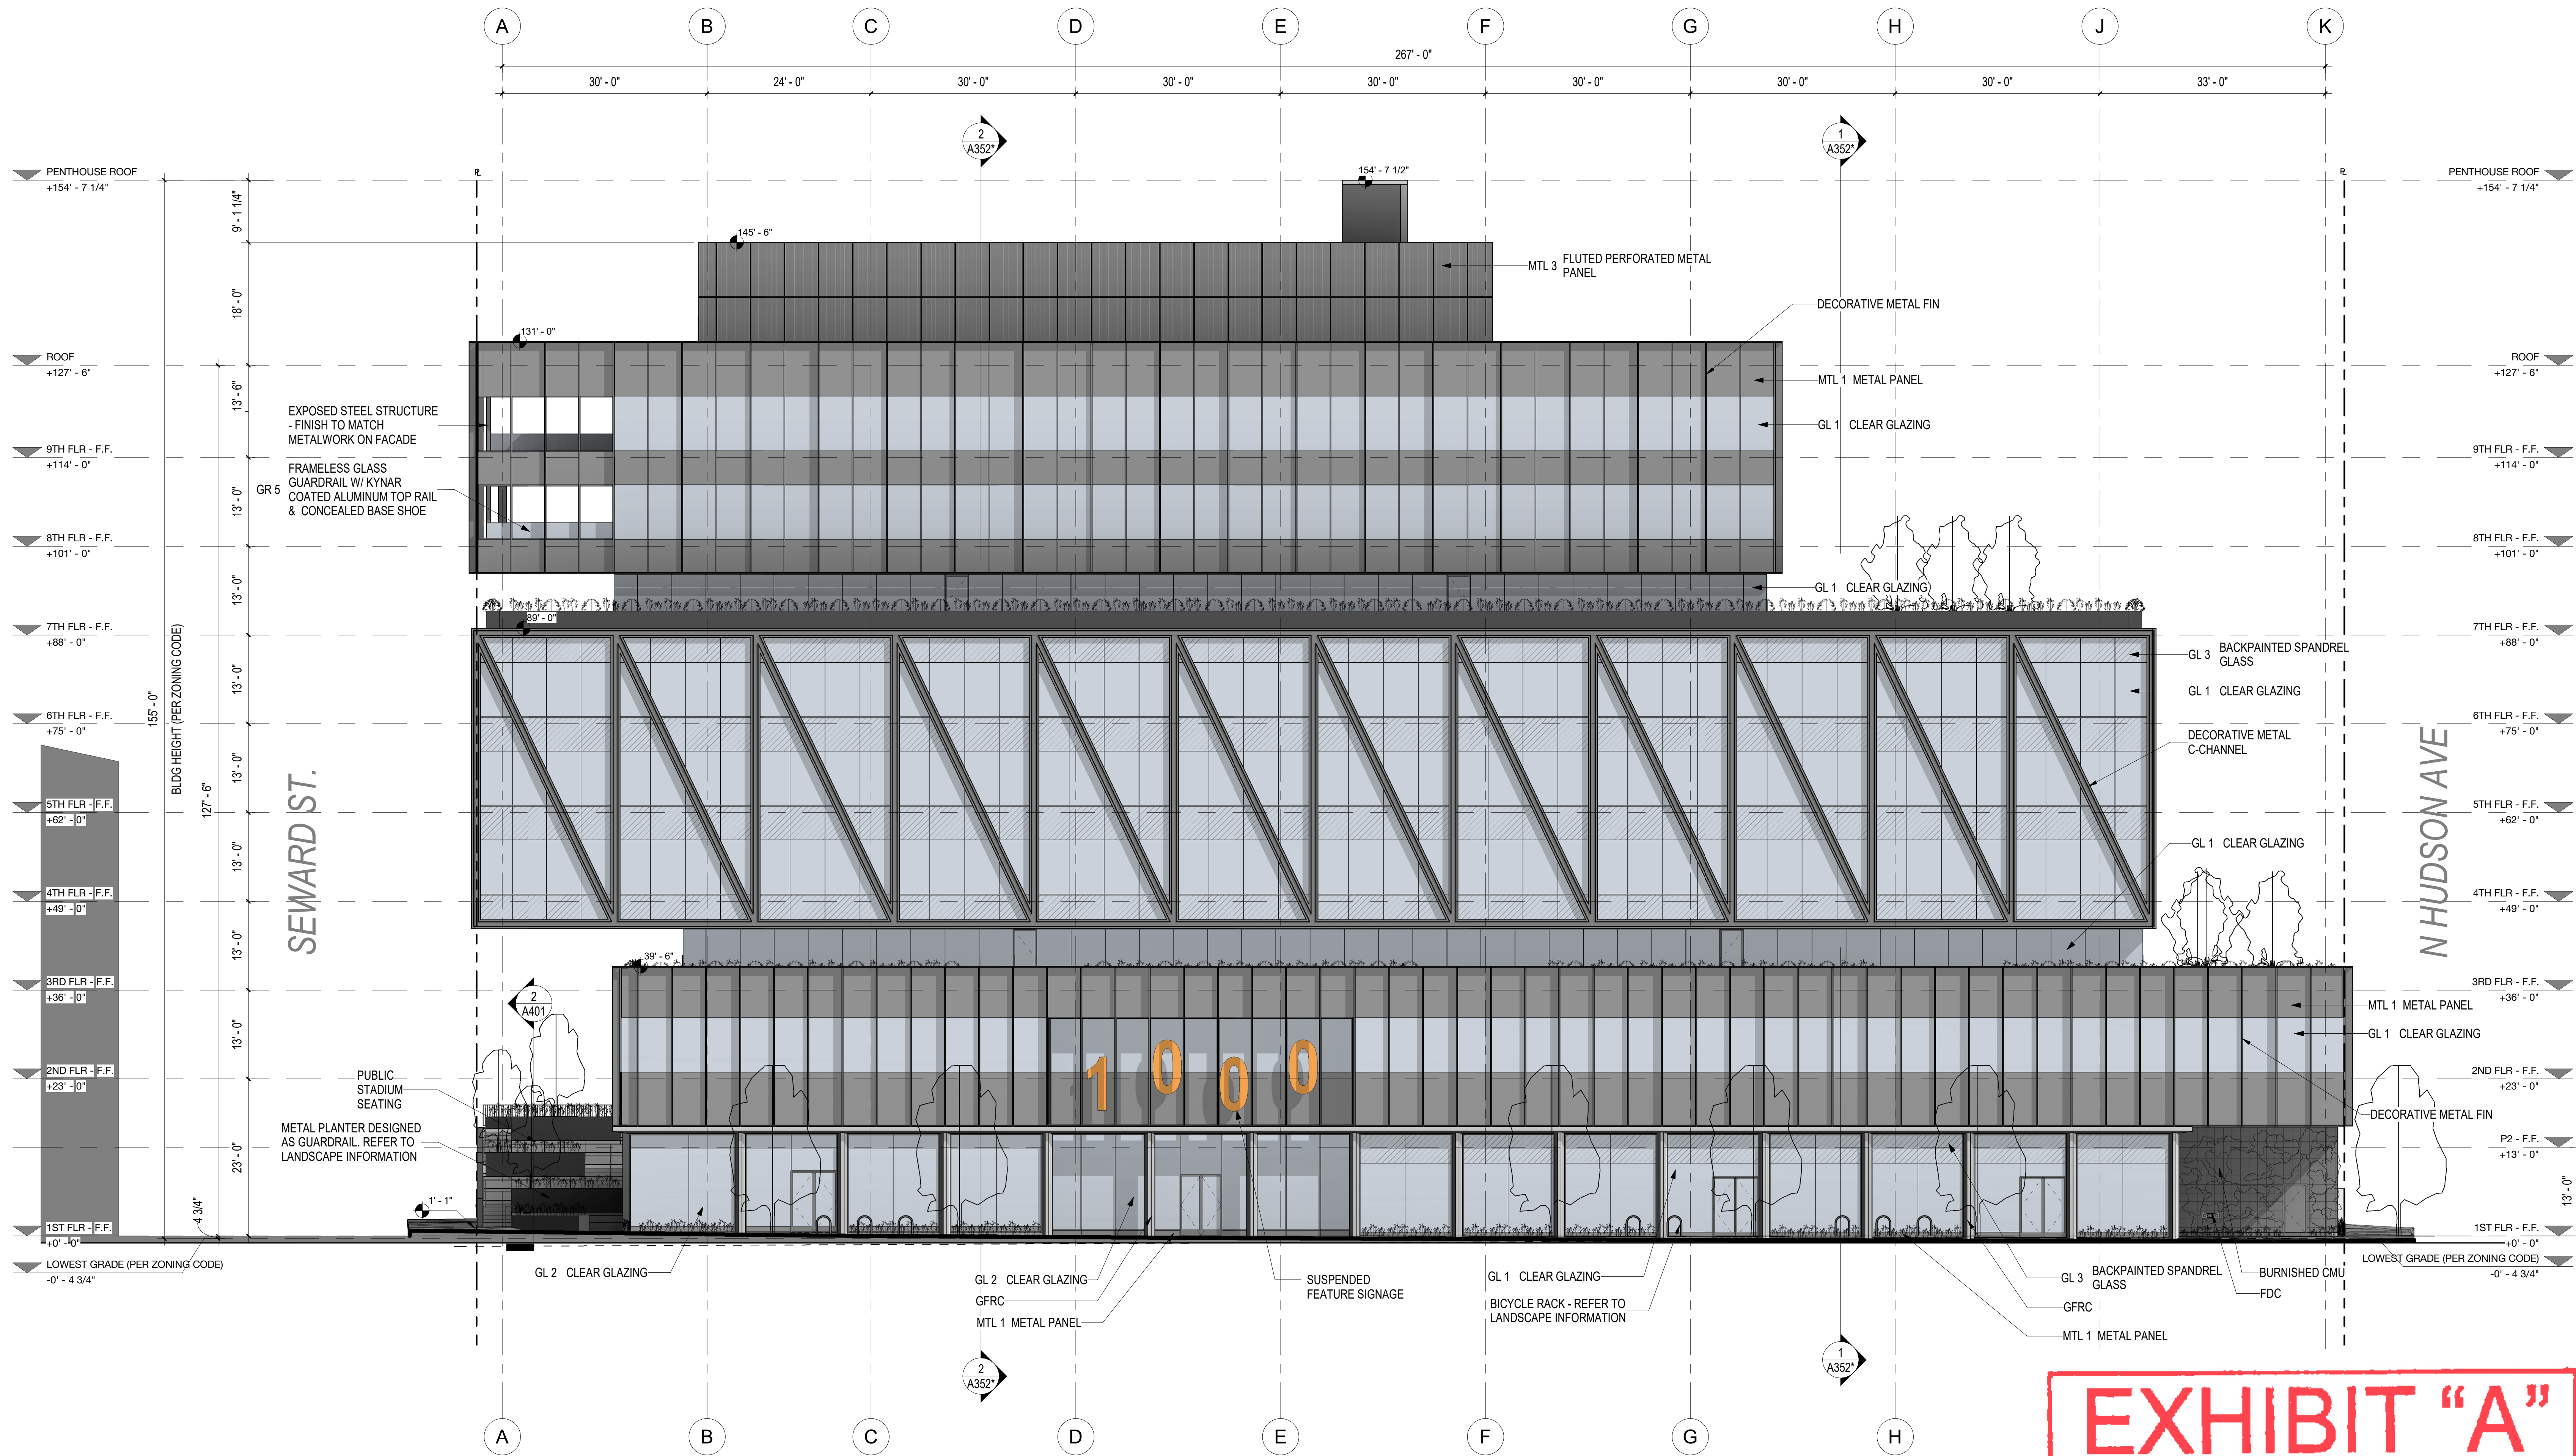 A B C D E F G H J K
267' - 0"
30' - 0" 24' - 0" 30' - 0" 30' - 0" 30' - 0" 30' - 0" 30' - 0" 30' - 0" 33' - 0"
2
A352*
1
A352*
PENTHOUSE ROOF
+154' - 7 1/4"
ROOF
+127' - 6"
9TH FLR - F.F.
+114' - 0"
8TH FLR - F.F.
+101' - 0"
7TH FLR - F.F.
+88' - 0"
6TH FLR - F.F.
+75' - 0"
5TH FLR - F.F.
+62' - 0"
4TH FLR - F.F.
+49' - 0"
3RD FLR - F.F.
+36' - 0"
2ND FLR - F.F.
+23' - 0"
1ST FLR - F.F.
+0' - 0"
LOWEST GRADE (PER ZONING CODE)
-0' - 4 3/4"
155' - 0"
BLDG HEIGHT (PER ZONING CODE)
127' - 6"
9' - 1 1/4"
18' - 0"
13' - 6"
13' - 0"
13' - 0"
13' - 0"
13' - 0"
13' - 0"
13' - 0"
13' - 0"
23' - 0"
4 3/4"
SEWARD ST.
PL
154' - 7 1/2"
145' - 6"
131' - 0"
89' - 0"
39' - 6"
1' - 1"
EXPOSED STEEL STRUCTURE
- FINISH TO MATCH
METALWORK ON FACADE
GR 5
FRAMELESS GLASS
GUARDRAIL W/ KYNAR
COATED ALUMINUM TOP RAIL
& CONCEALED BASE SHOE
2
A401
PUBLIC
STADIUM
SEATING
METAL PLANTER DESIGNED
AS GUARDRAIL. REFER TO
LANDSCAPE INFORMATION
MTL 3 FLUTED PERFORATED METAL
PANEL
DECORATIVE METAL FIN
MTL 1 METAL PANEL
GL 1 CLEAR GLAZING
GL 1 CLEAR GLAZING
GL 3 BACKPAINTED SPANDREL
GLASS
GL 1 CLEAR GLAZING
DECORATIVE METAL
C-CHANNEL
GL 1 CLEAR GLAZING
MTL 1 METAL PANEL
GL 1 CLEAR GLAZING
DECORATIVE METAL FIN
1000
GL 2 CLEAR GLAZING
GL 2 CLEAR GLAZING
GFRC
MTL 1 METAL PANEL
SUSPENDED
FEATURE SIGNAGE
GL 1 CLEAR GLAZING
BICYCLE RACK - REFER TO
LANDSCAPE INFORMATION
GL 3 BACKPAINTED SPANDREL
GLASS
GFRC
MTL 1 METAL PANEL
BURNISHED CMU
FDC
PL
N HUDSON AVE
PENTHOUSE ROOF
+154' - 7 1/4"
ROOF
+127' - 6"
9TH FLR - F.F.
+114' - 0"
8TH FLR - F.F.
+101' - 0"
7TH FLR - F.F.
+88' - 0"
6TH FLR - F.F.
+75' - 0"
5TH FLR - F.F.
+62' - 0"
4TH FLR - F.F.
+49' - 0"
3RD FLR - F.F.
+36' - 0"
2ND FLR - F.F.
+23' - 0"
P2 - F.F.
+13' - 0"
13' - 0"
1ST FLR - F.F.
+0' - 0"
LOWEST GRADE (PER ZONING CODE)
-0' - 4 3/4"
2
A352*
1
A352*
A B C D E F G H
EXHIBIT “A”